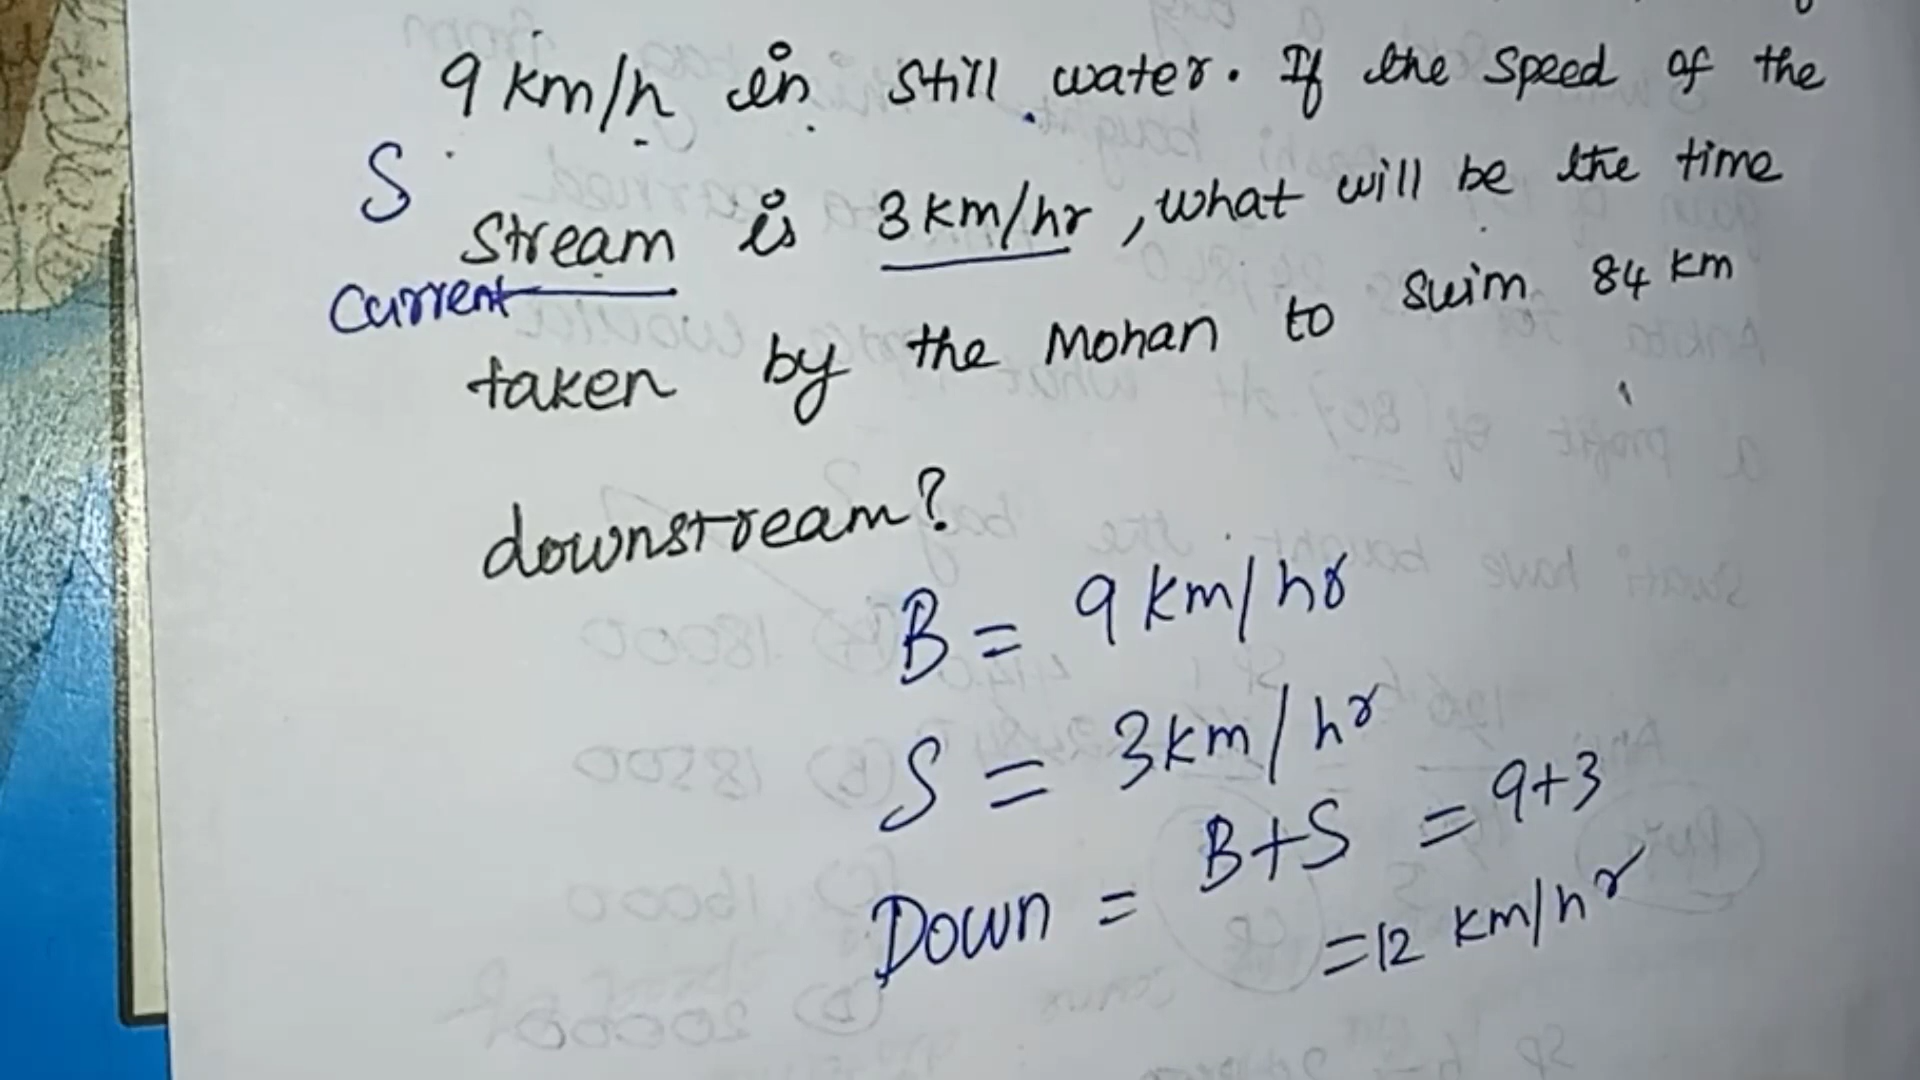 9 km/h in still water. If the speed of the
S
stream is 3 km/hr, what will be the time
Current
taken by the Mohan to swim 84 km
downstream?
B = 9 km/hr
S = 3 km/hr
Down = B+S = 9+3
= 12 km/hr